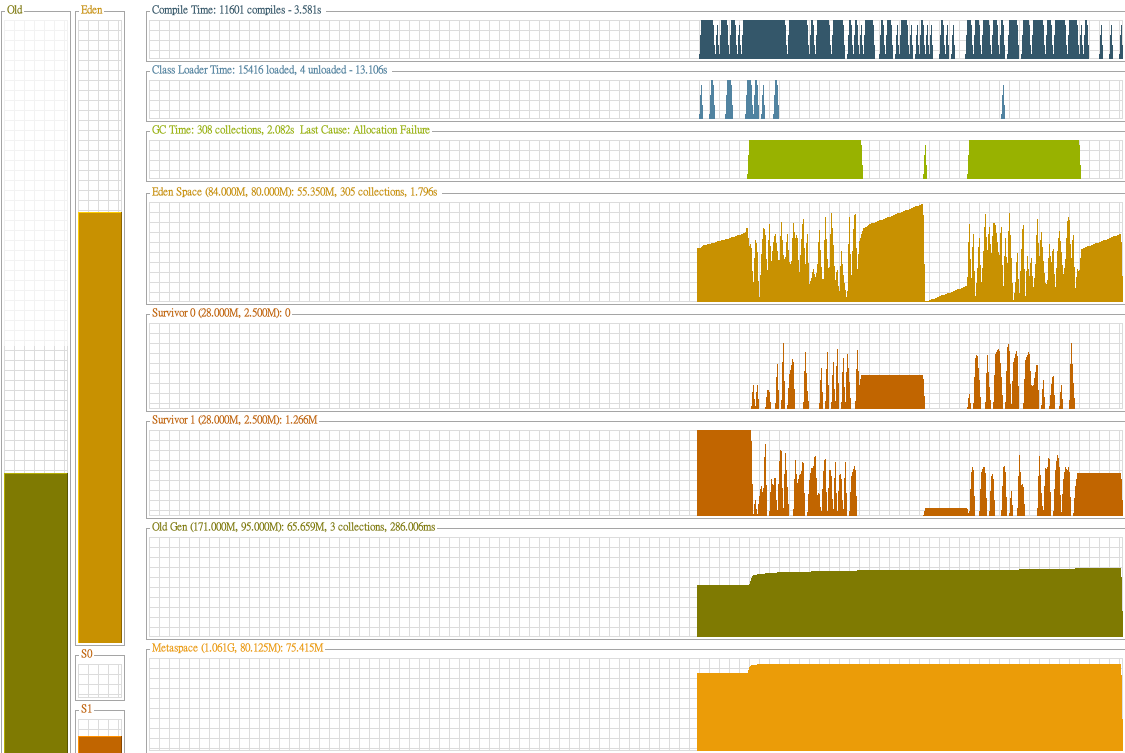 Old
Eden
Compile Time: 11601 compiles - 3.581s
Class Loader Time: 15416 loaded, 4 unloaded - 13.106s
GC Time: 308 collections, 2.082s Last Cause: Allocation Failure
Eden Space (84.000M, 80.000M): 55.350M, 305 collections, 1.796s
Survivor 0 (28.000M, 2.500M): 0
Survivor 1 (28.000M, 2.500M): 1.266M
Old Gen (171.000M, 95.000M): 65.659M, 3 collections, 286.006ms
Metaspace (1.061G, 80.125M): 75.415M
S0
S1